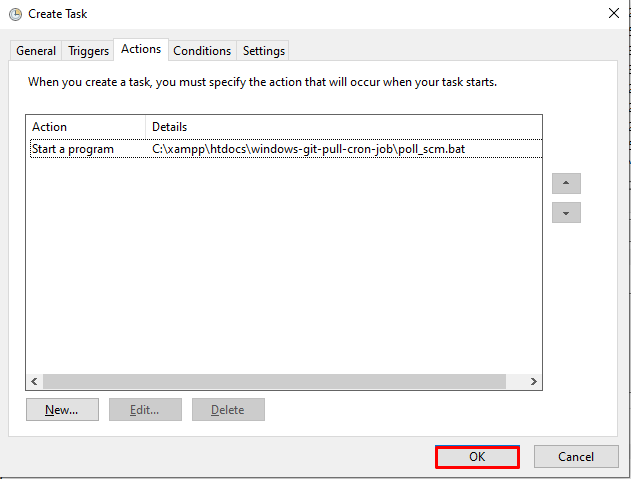 Create Task
General Triggers Actions Conditions Settings
When you create a task, you must specify the action that will occur when your task starts.
Action Details
Start a program C:\xampp\htdocs\windows-git-pull-cron-job\poll_scm.bat
New... Edit... Delete
OK Cancel